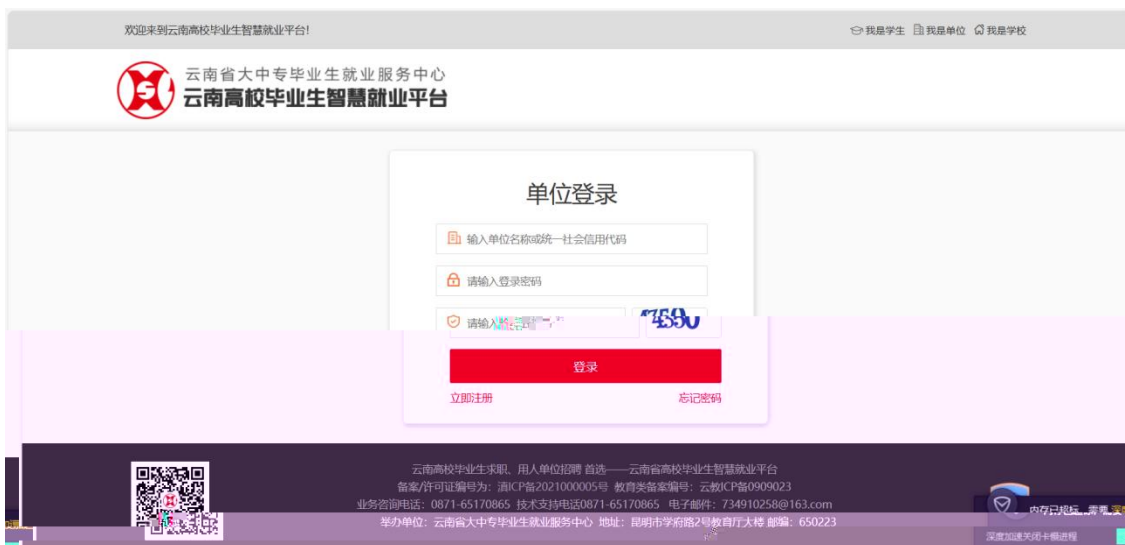 欢迎来到云南高校毕业生智慧就业平台!
我是学生 我是单位 我是学校
云南省大中专毕业生就业服务中心
云南高校毕业生智慧就业平台
单位登录
输入单位名称或统一社会信用代码
请输入登录密码
请输入
登录
立即注册 忘记密码
云南高校毕业生求职、用人单位招聘 首选——云南省高校毕业生智慧就业平台
备案/许可证编号为：滇ICP备2021000005号 教育类备案编号：云教ICP备0909023
业务咨询电话：0871-65170865 技术支持电话0871-65170865 电子邮件：734910258@163.com
举办单位：云南省大中专毕业生就业服务中心 地址：昆明市学府路2号教育厅大楼 邮编：650223
内存已超标，需要
深度加速关闭卡慢进程